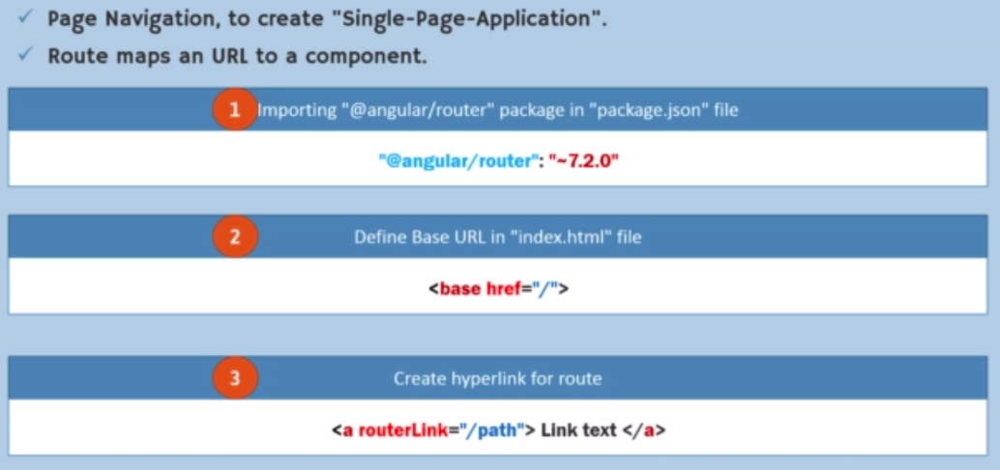 ✓ Page Navigation, to create "Single-Page-Application".
✓ Route maps an URL to a component.
1 Importing "@angular/router" package in "package.json" file
"@angular/router": "~7.2.0"
2 Define Base URL in "index.html" file
<base href="/">
3 Create hyperlink for route
<a routerLink="/path"> Link text </a>